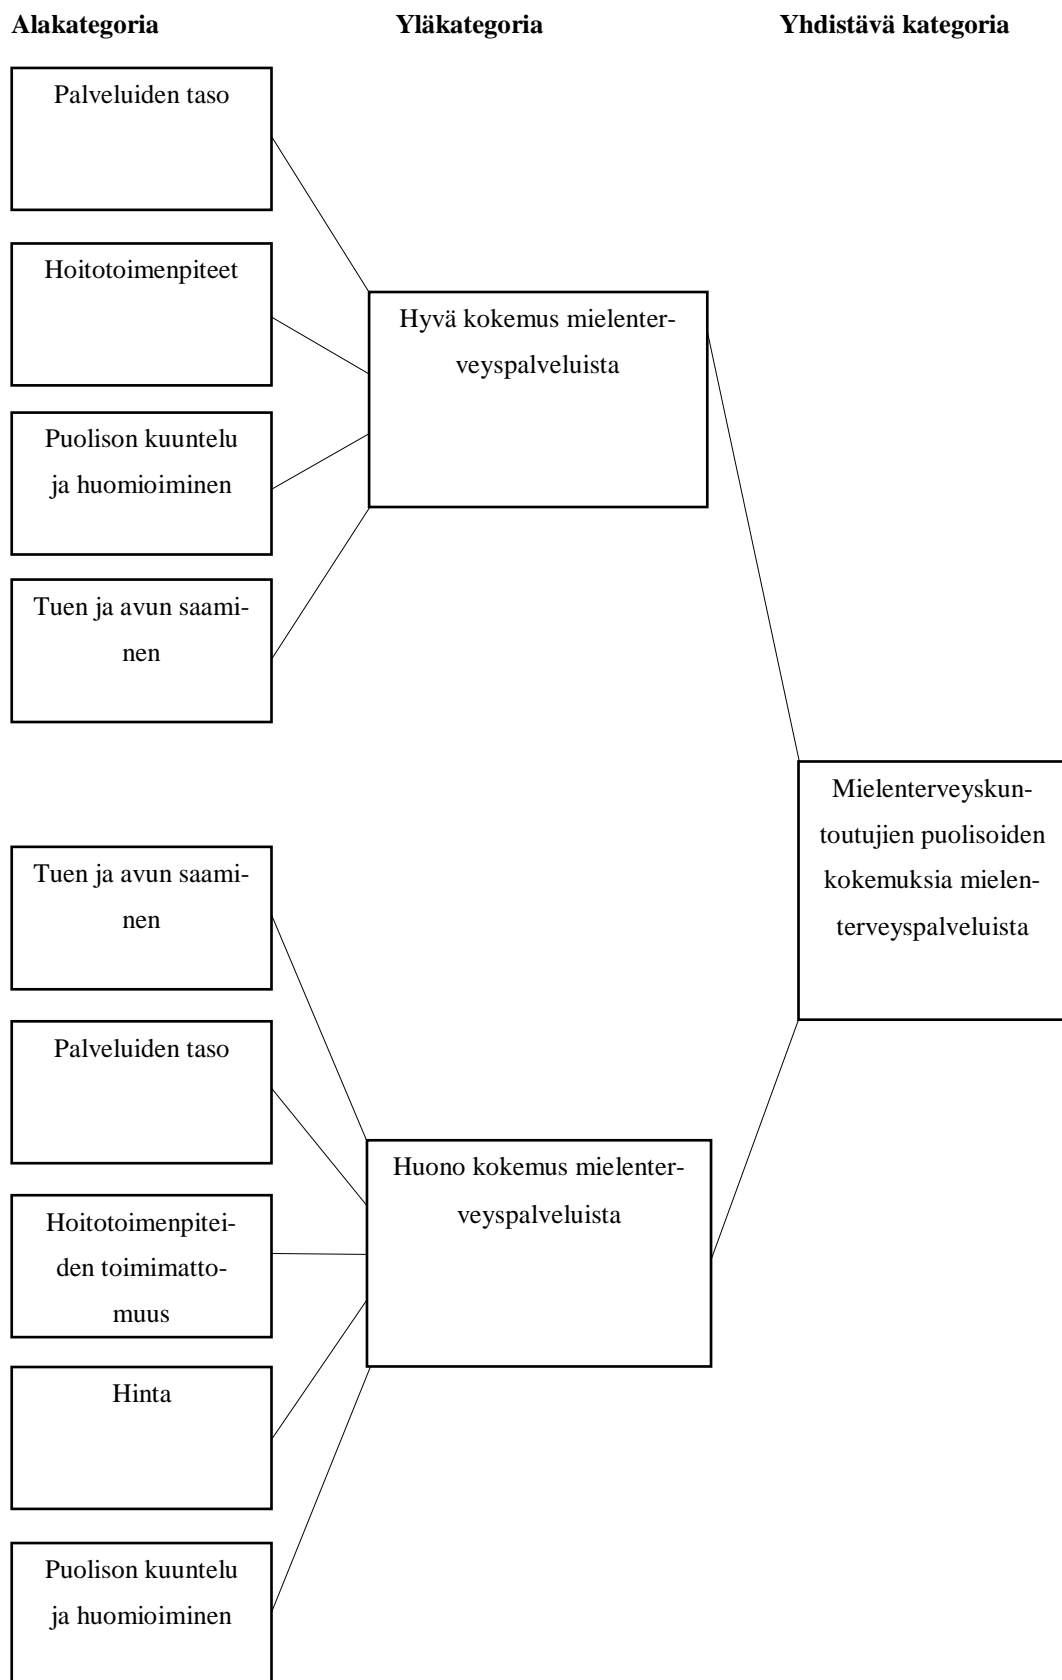 Alakategoria Yläkategoria Yhdistävä kategoria
Palveluiden taso
Hoitotoimenpiteet
Puolison kuuntelu
ja huomioiminen
Tuen ja avun saami-
nen
Hyvä kokemus mielenter-
veyspalveluista
Tuen ja avun saami-
nen
Palveluiden taso
Hoitotoimenpitei-
den toimimatto-
muus
Hinta
Puolison kuuntelu
ja huomioiminen
Huono kokemus mielenter-
veyspalveluista
Mielenterveyskun-
toutujien puolisoiden
kokemuksia mielen-
terveyspalveluista